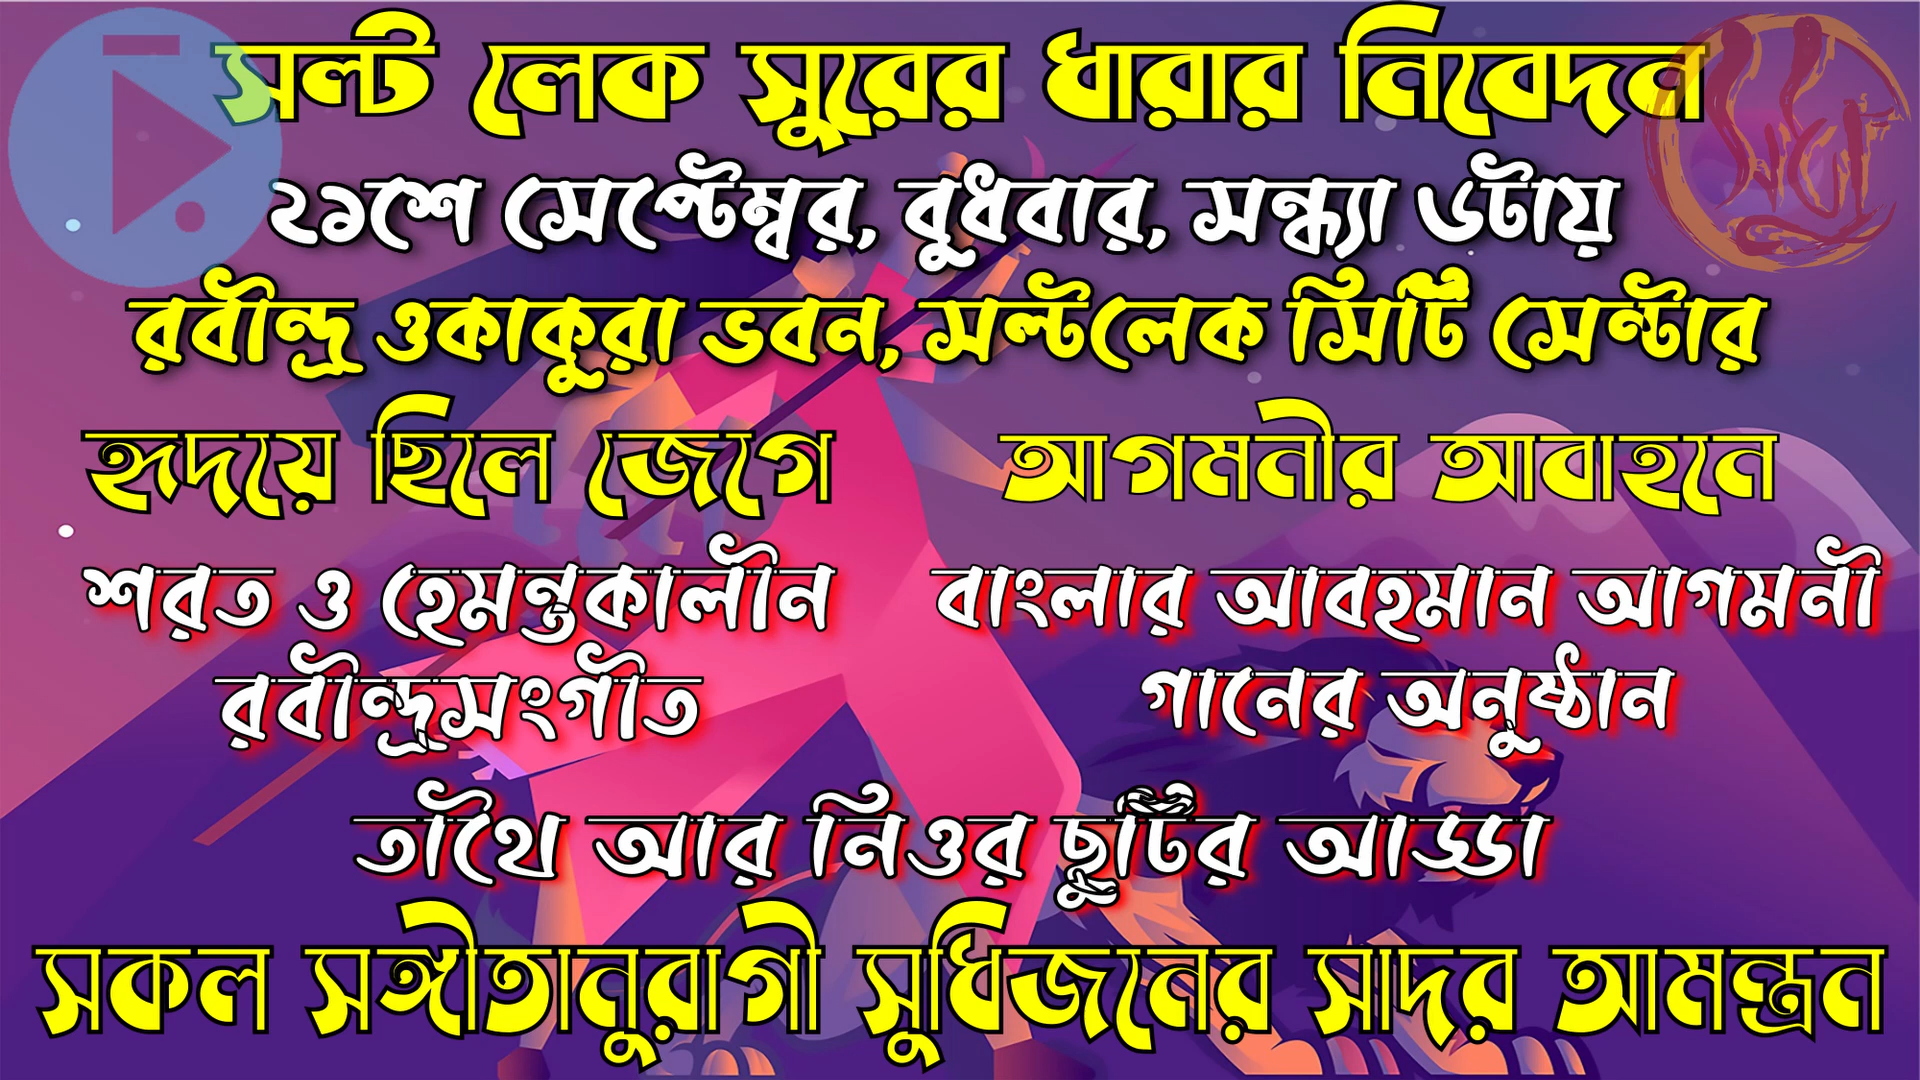 সল্ট লেক সুরের ধারার নিবেদন
২১শে সেপ্টেম্বর, বুধবার, সন্ধ্যা ৬টায়
রবীন্দ্র ওকাকুরা ভবন, সল্টলেক সিটি সেন্টার
হৃদয়ে ছিলে জেগে
শরত ও হেমন্তকালীন
রবীন্দ্রসংগীত
আগমনীর আবাহনে
বাংলার আবহমান আগমনী
গানের অনুষ্ঠান
তাথৈ আর নিওর ছুটির আড্ডা
সকল সঙ্গীতানুরাগী সুধিজনের সাদর আমন্ত্রন